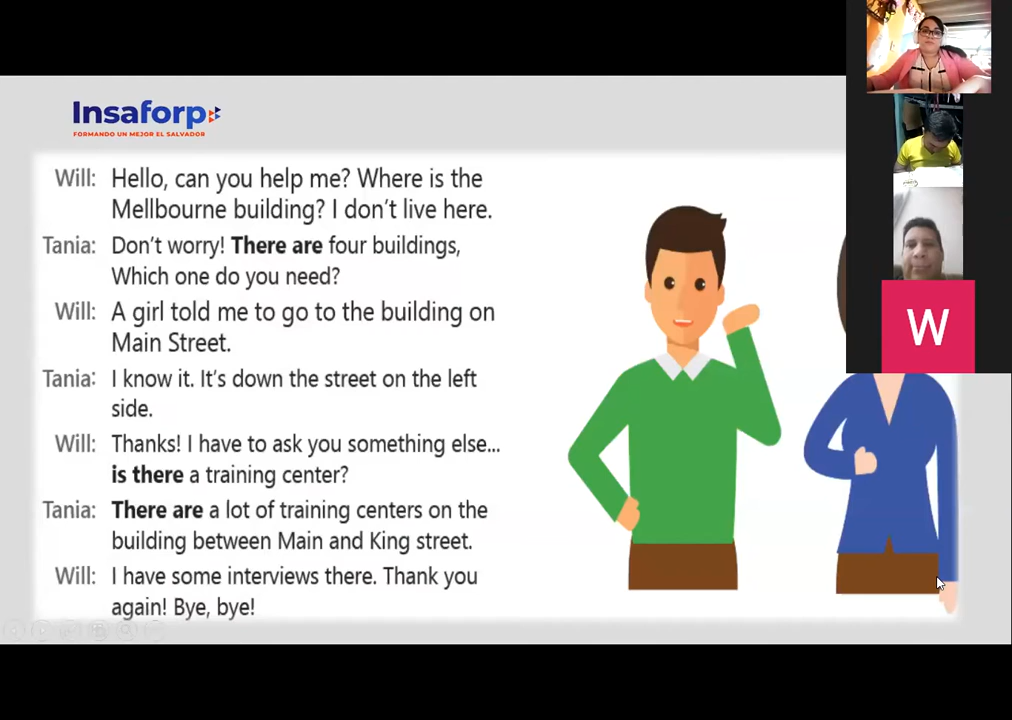 Insaforp
FORMANDO UN MEJOR EL SALVADOR
Will: Hello, can you help me? Where is the
Mellbourne building? I don't live here.
Tania: Don't worry! There are four buildings,
Which one do you need?
Will: A girl told me to go to the building on
Main Street.
Tania: I know it. It's down the street on the left
side.
Will: Thanks! I have to ask you something else...
is there a training center?
Tania: There are a lot of training centers on the
building between Main and King street.
Will: I have some interviews there. Thank you
again! Bye, bye!
W